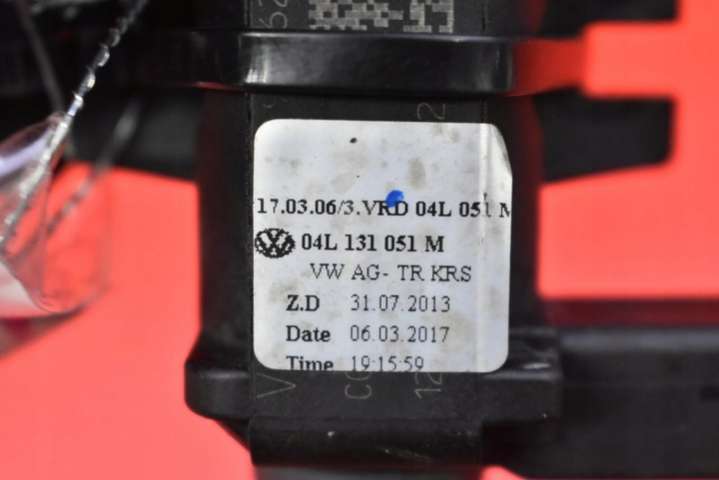 17.03.06/3.VRD 04L 051 M
04L 131 051 M
VW AG- TR KRS
Z.D 31.07.2013
Date 06.03.2017
Time 19:15:59